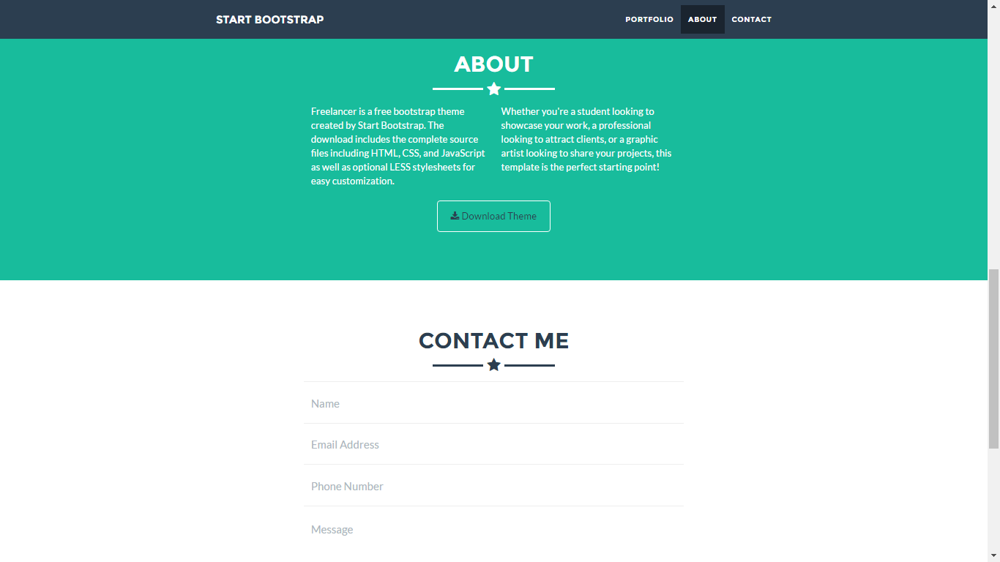 START BOOTSTRAP
PORTFOLIO
ABOUT
CONTACT
ABOUT
Freelancer is a free bootstrap theme
created by Start Bootstrap. The
download includes the complete source
files including HTML, CSS, and JavaScript
as well as optional LESS stylesheets for
easy customization.
Whether you're a student looking to
showcase your work, a professional
looking to attract clients, or a graphic
artist looking to share your projects, this
template is the perfect starting point!
Download Theme
CONTACT ME
Name
Email Address
Phone Number
Message